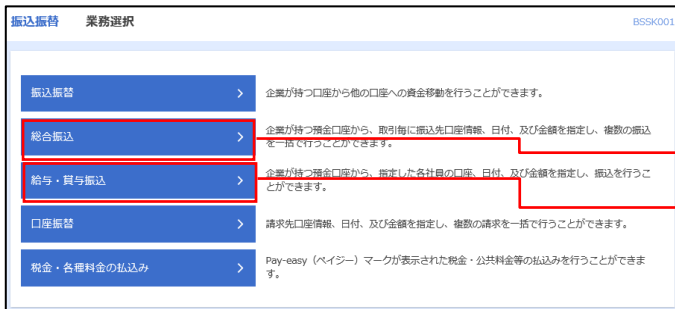 振込振替 業務選択 BSSK001
振込振替 企業が持つ口座から他の口座への資金移動を行うことができます。
総合振込 企業が持つ預金口座から、取引毎に振込先口座情報、日付、及び金額を指定し、複数の振込
を一括で行うことができます。
給与・賞与振込 企業が持つ預金口座から、指定した各社員の口座、日付、及び金額を指定し、振込を行うこ
とができます。
口座振替 請求先口座情報、日付、及び金額を指定し、複数の請求を一括で行うことができます。
税金・各種料金の払込み Pay-easy（ペイジー）マークが表示された税金・公共料金等の払込みを行うことができま
す。